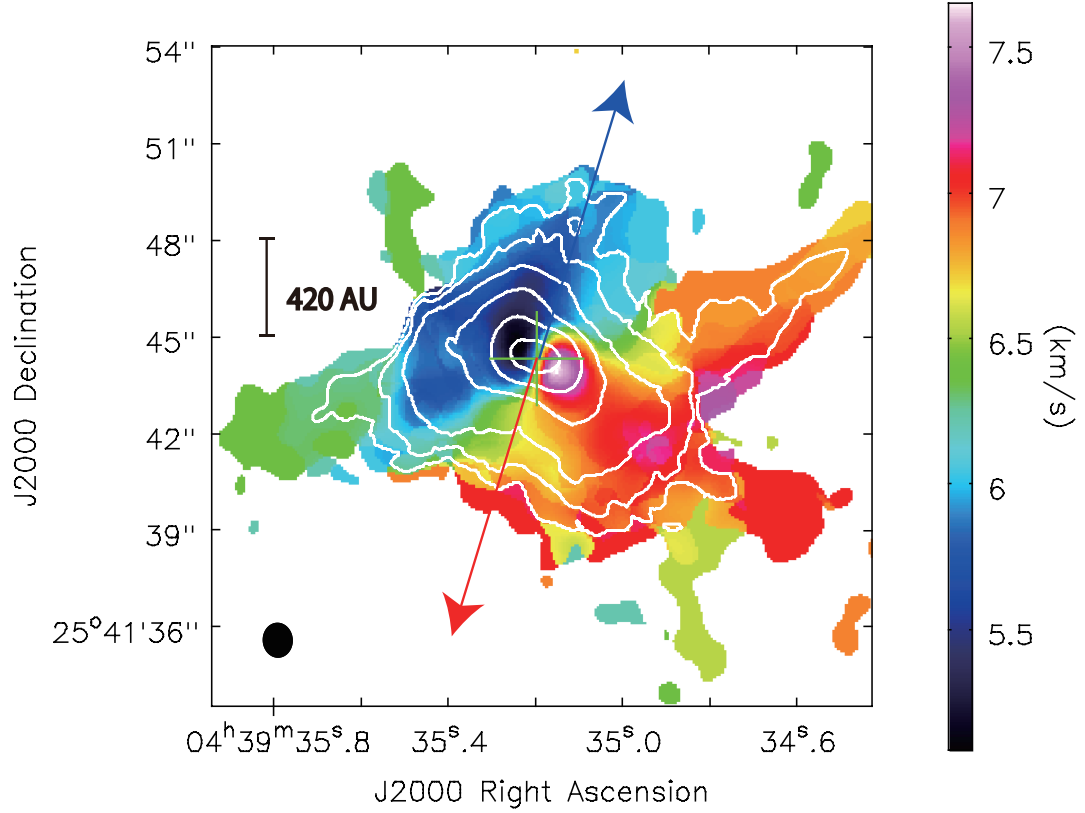 54"
51"
48"
45"
42"
39"
25°41'36"
J2000 Declination
420 AU
04ʰ39ᵐ35ˢ.8
35ˢ.4
35ˢ.0
34ˢ.6
J2000 Right Ascension
7.5
7
6.5
6
5.5
(km/s)